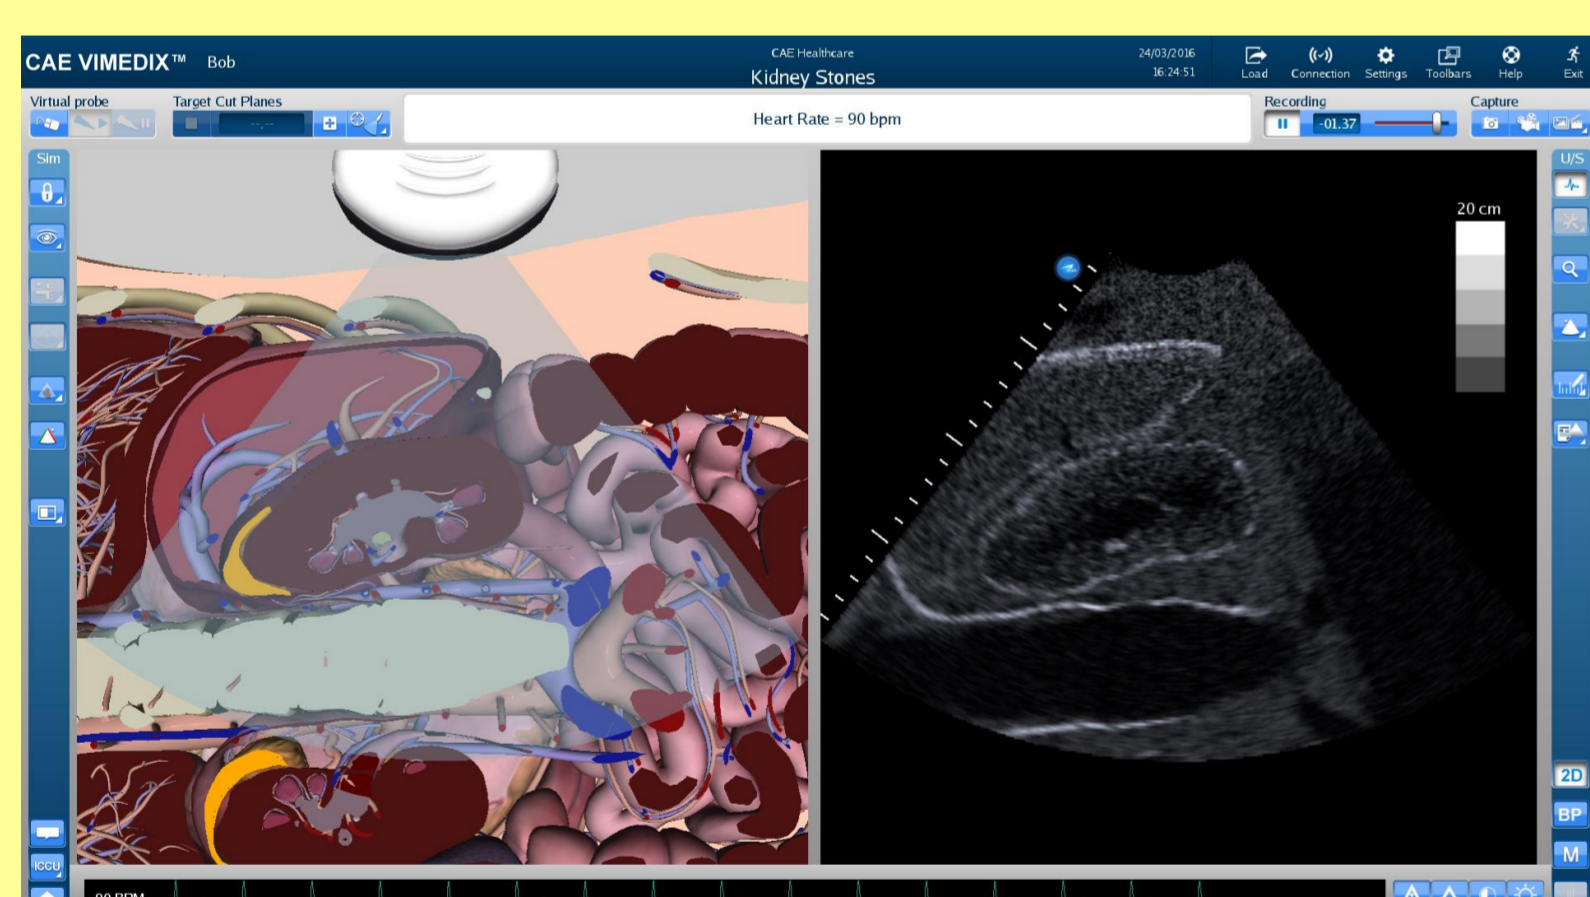 CAE VIMEDIX™ Bob
CAE Healthcare
Kidney Stones
24/03/2016
16:24:51
Load Connection Settings Toolbars Help Exit
Virtual probe
Target Cut Planes
--.--
Heart Rate = 90 bpm
Recording
-01.37
Capture
Sim
U/S
20 cm
2D
BP
M
ICCU
90 BPM